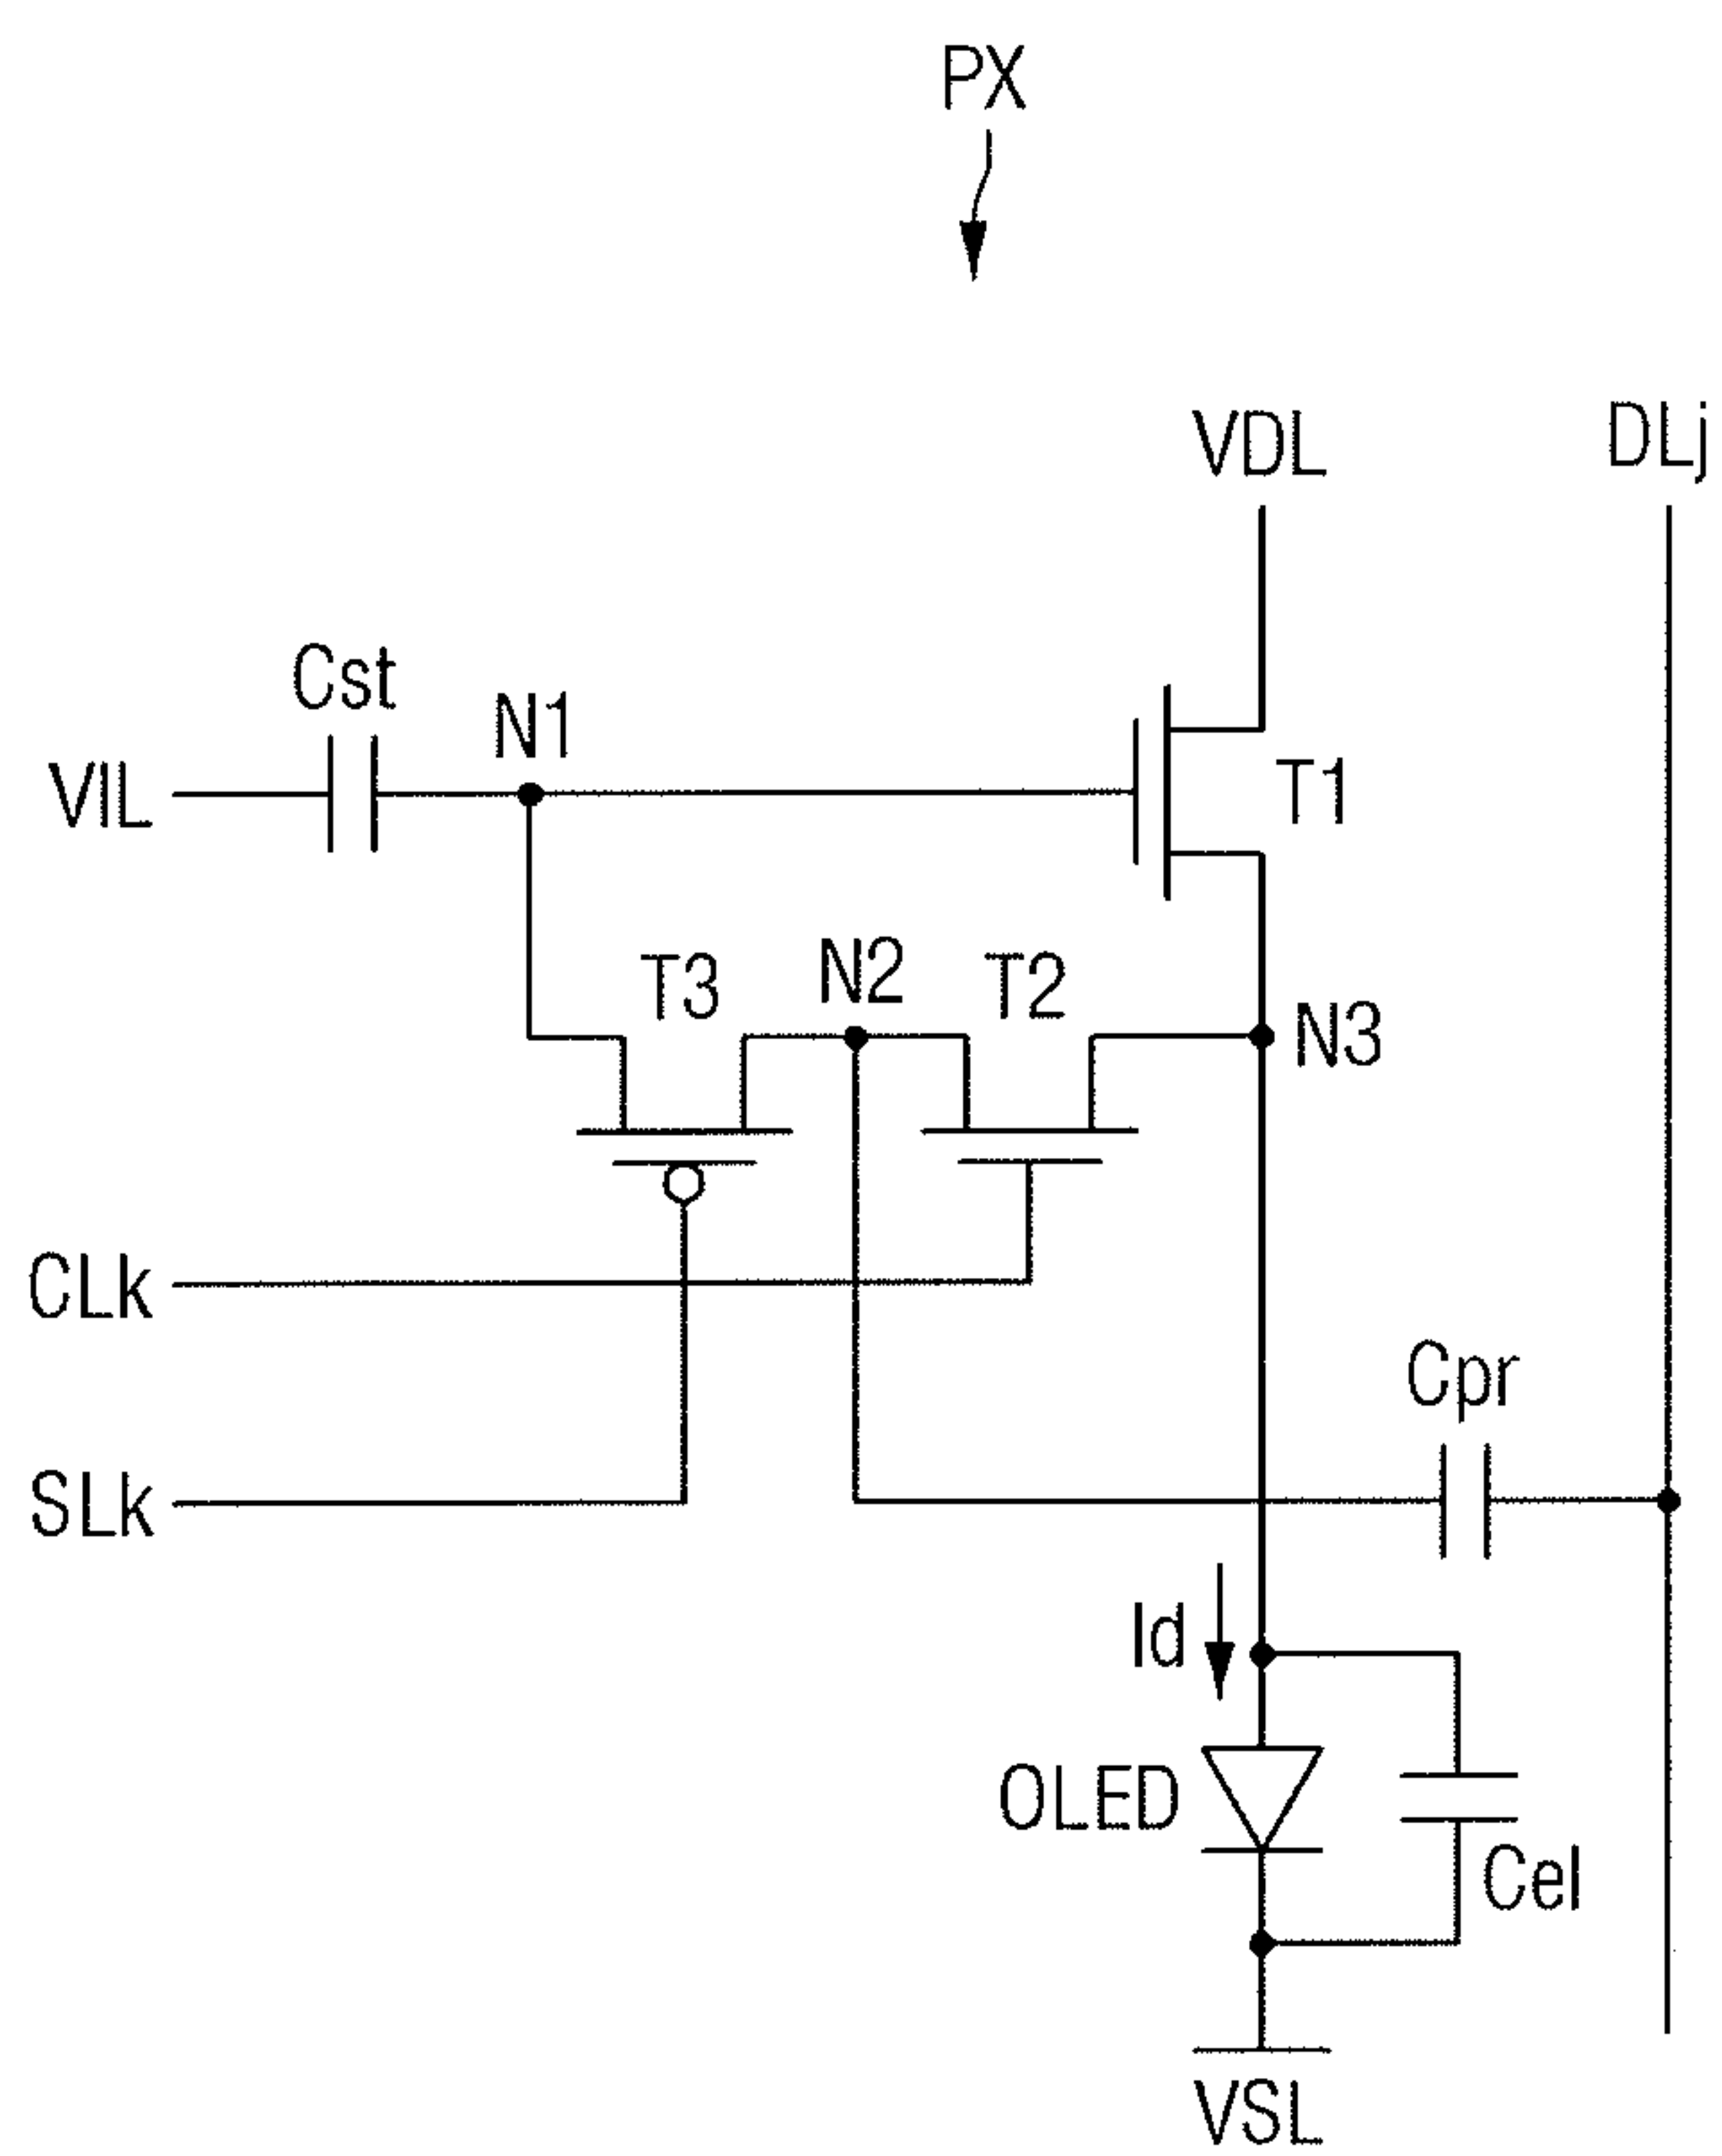 PX
VDL
DLj
Cst
N1
VIL
T1
T3
N2
T2
N3
CLk
Cpr
SLk
Id
OLED
Cel
VSL